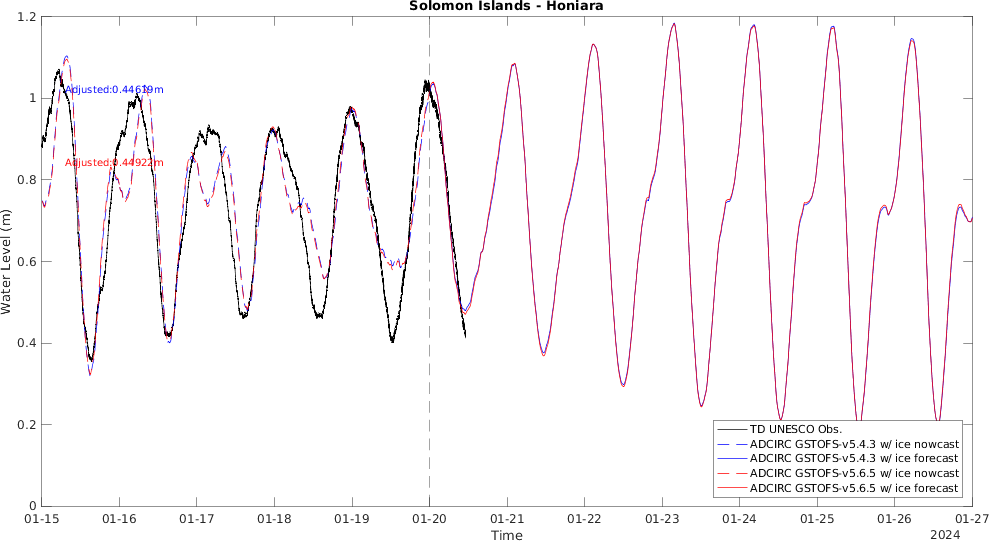 Solomon Islands - Honiara
1.2
1
0.8
0.6
0.4
0.2
0
Water Level (m)
Adjusted:0.44619m
Adjusted:0.44922m
TD UNESCO Obs.
ADCIRC GSTOFS-v5.4.3 w/ ice nowcast
ADCIRC GSTOFS-v5.4.3 w/ ice forecast
ADCIRC GSTOFS-v5.6.5 w/ ice nowcast
ADCIRC GSTOFS-v5.6.5 w/ ice forecast
01-15 01-16 01-17 01-18 01-19 01-20 01-21 01-22 01-23 01-24 01-25 01-26 01-27
Time
2024